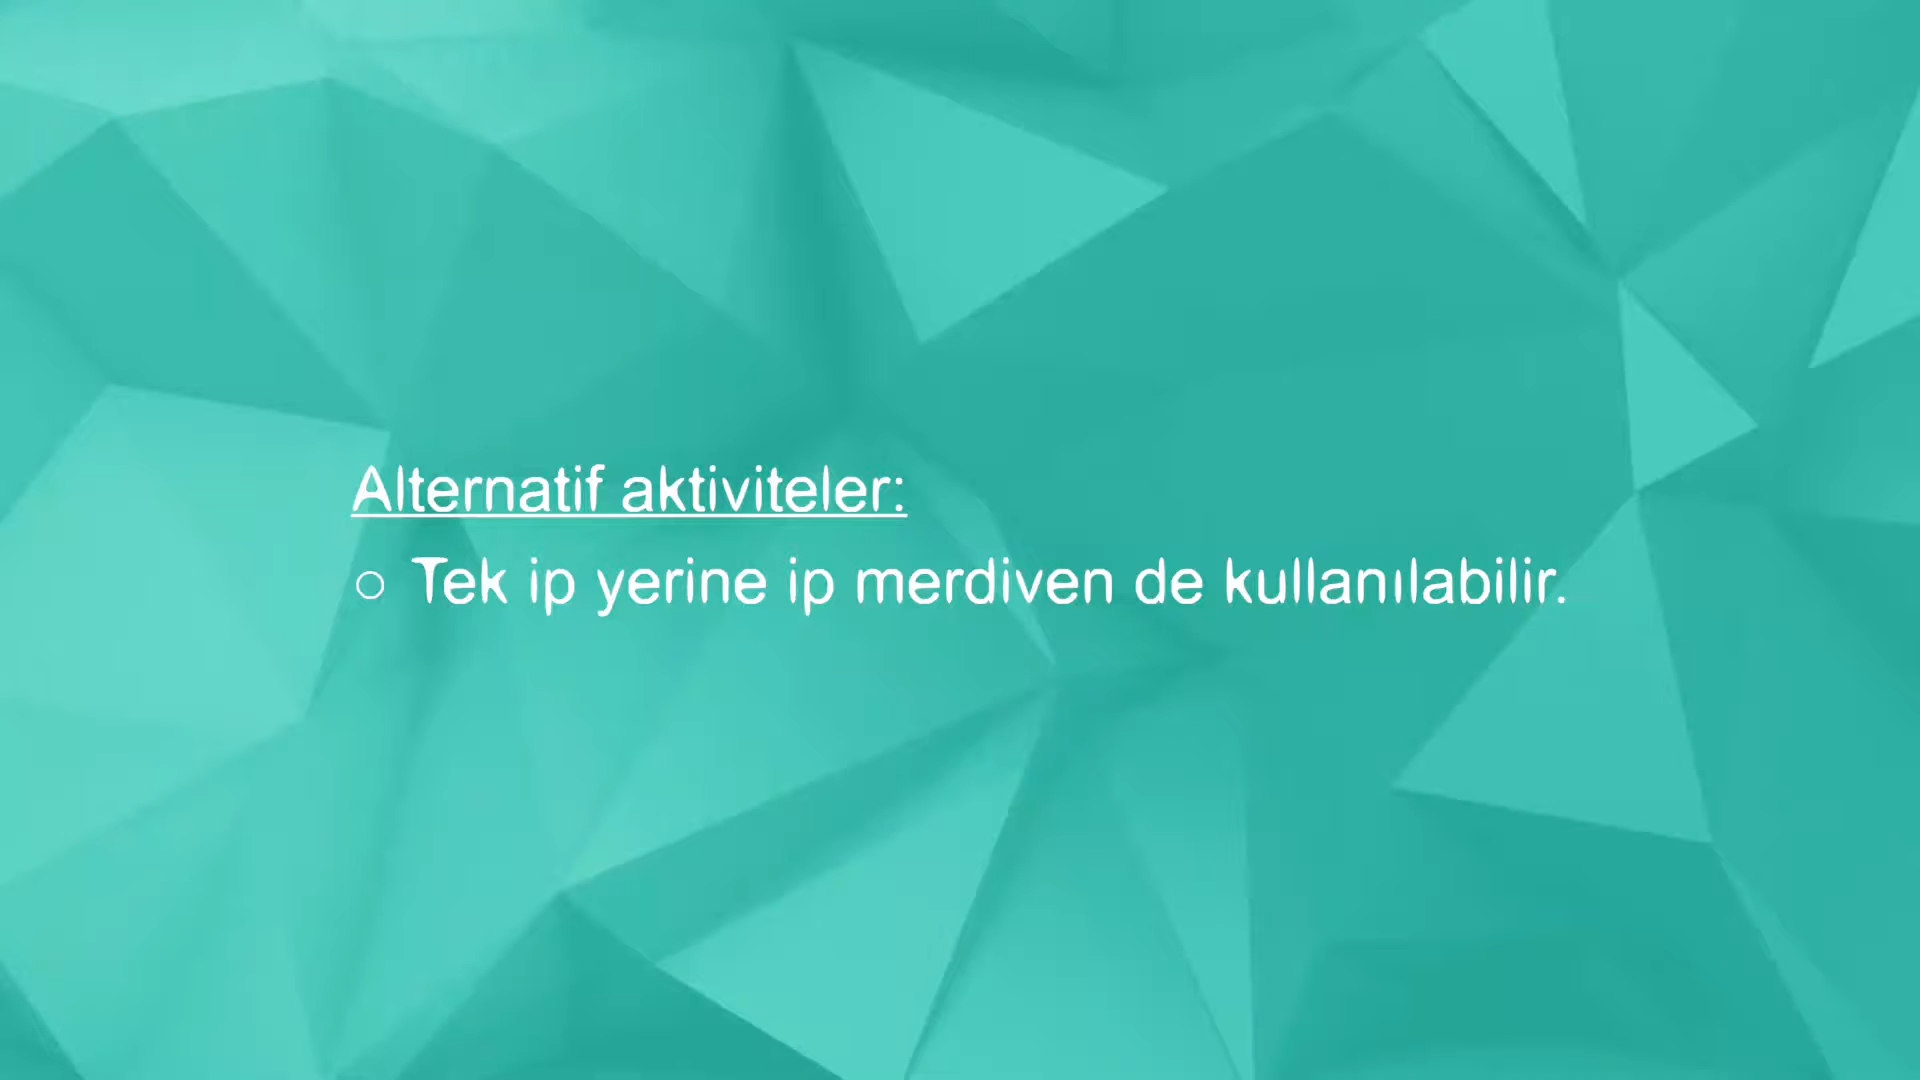 Alternatif aktiviteler:
○ Tek ip yerine ip merdiven de kullanılabilir.